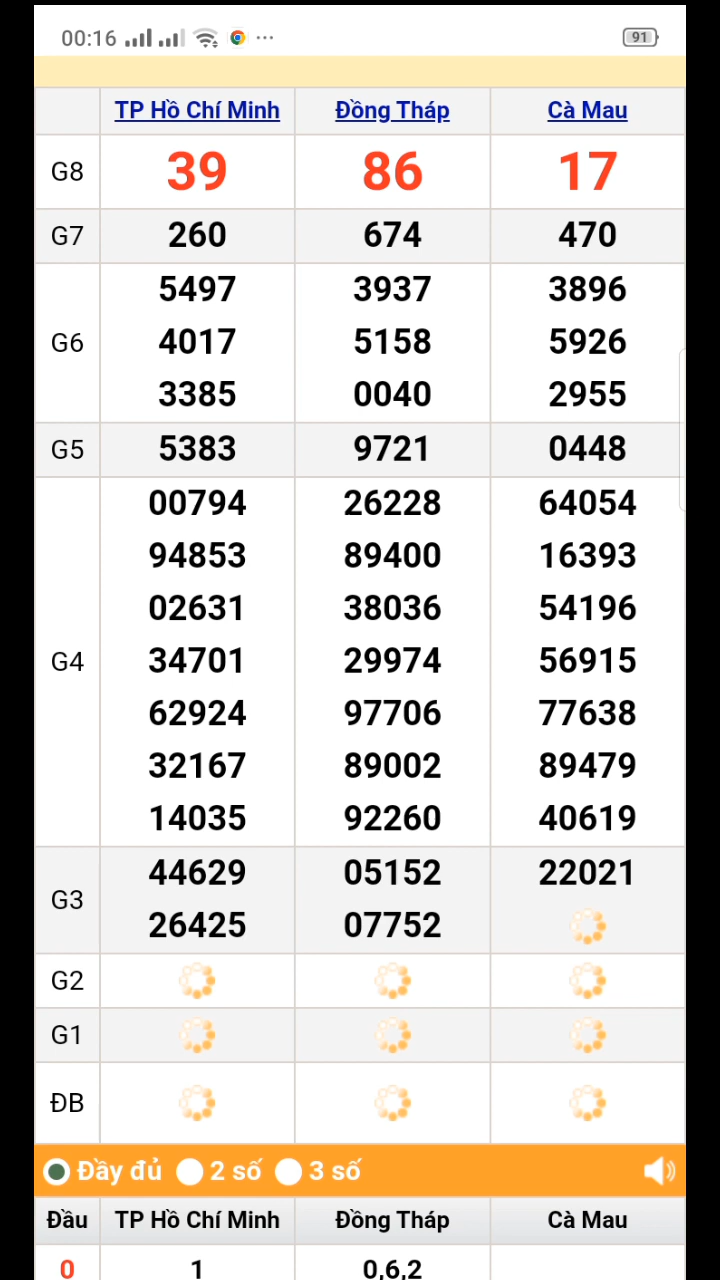 00:16 ... 91
TP Hồ Chí Minh Đồng Tháp Cà Mau
G8 39 86 17
G7 260 674 470
5497 3937 3896
G6 4017 5158 5926
3385 0040 2955
G5 5383 9721 0448
00794 26228 64054
94853 89400 16393
02631 38036 54196
G4 34701 29974 56915
62924 97706 77638
32167 89002 89479
14035 92260 40619
G3 44629 05152 22021
26425 07752
G2
G1
ĐB
Đầy đủ 2 số 3 số
Đầu TP Hồ Chí Minh Đồng Tháp Cà Mau
0 1 0,6,2